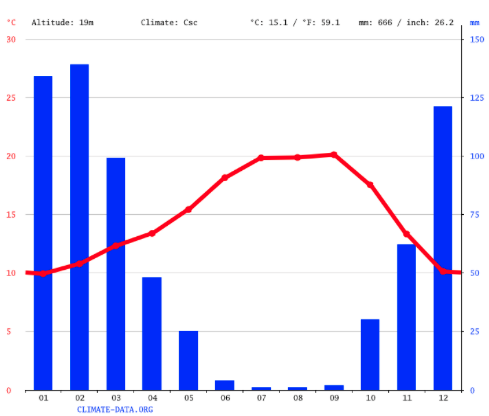 °C Altitude: 19m Climate: Csc °C: 15.1 / °F: 59.1 mm: 666 / inch: 26.2 mm
30 150
25 125
20 100
15 75
10 50
5 25
0 0
01 02 03 04 05 06 07 08 09 10 11 12
CLIMATE-DATA.ORG